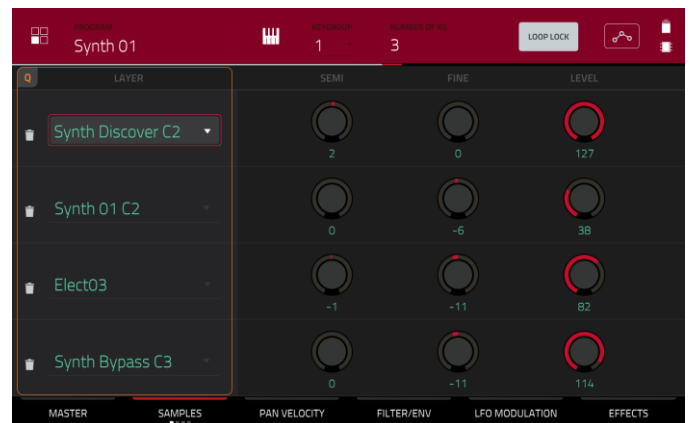 PROGRAM KEYGROUP NUMBER OF KG
Synth 01 1 3 LOOP LOCK
Q LAYER SEMI FINE LEVEL
Synth Discover C2 2 0 127
Synth 01 C2 0 -6 38
Elect03 -1 -11 82
Synth Bypass C3 0 -11 114
MASTER SAMPLES PAN VELOCITY FILTER/ENV LFO MODULATION EFFECTS